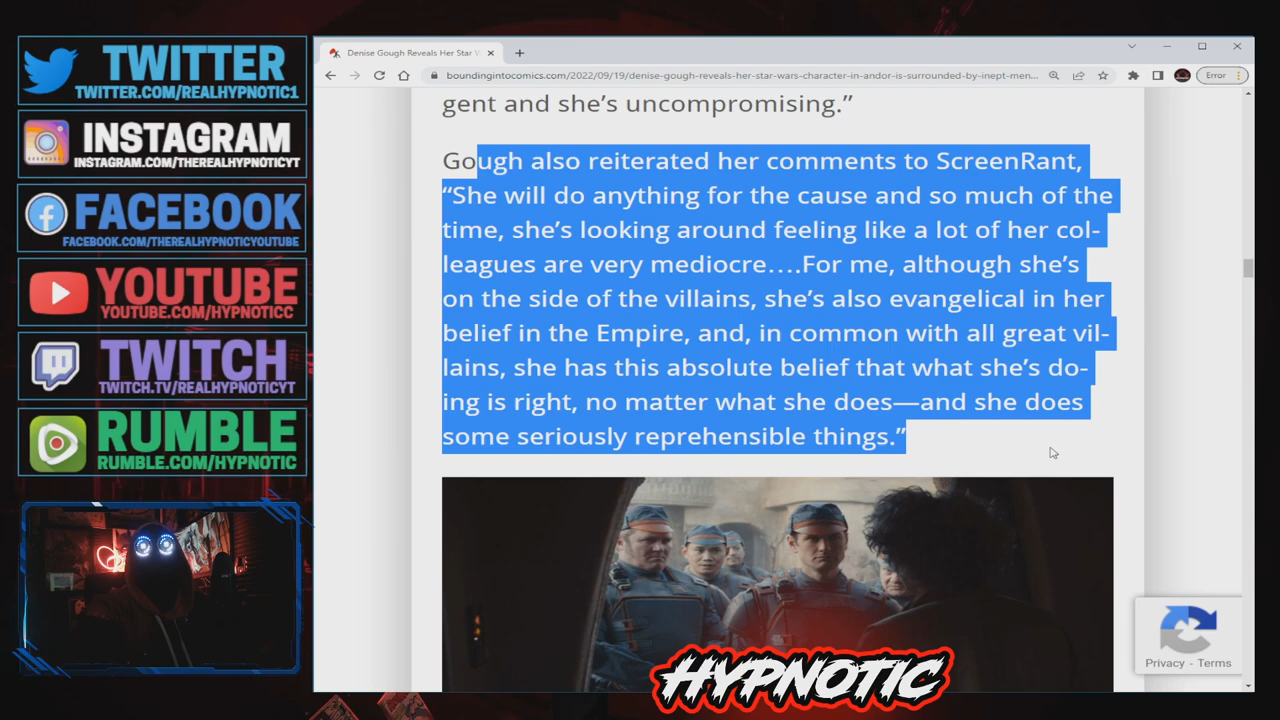 TWITTER
TWITTER.COM/REALHYPNOTIC1
INSTAGRAM
INSTAGRAM.COM/THEREALHYPNOTICYT
FACEBOOK
FACEBOOK.COM/THEREALHYPNOTICYOUTUBE
YOUTUBE
YOUTUBE.COM/HYPNOTICC
TWITCH
TWITCH.TV/REALHYPNOTICYT
RUMBLE
RUMBLE.COM/HYPNOTIC
Denise Gough Reveals Her Star W
boundingintocomics.com/2022/09/19/denise-gough-reveals-her-star-wars-character-in-andor-is-surrounded-by-inept-men...
Error
gent and she’s uncompromising.”
Gough also reiterated her comments to ScreenRant,
“She will do anything for the cause and so much of the
time, she’s looking around feeling like a lot of her col-
leagues are very mediocre….For me, although she’s
on the side of the villains, she’s also evangelical in her
belief in the Empire, and, in common with all great vil-
lains, she has this absolute belief that what she’s do-
ing is right, no matter what she does—and she does
some seriously reprehensible things.”
Privacy - Terms
HYPNOTIC